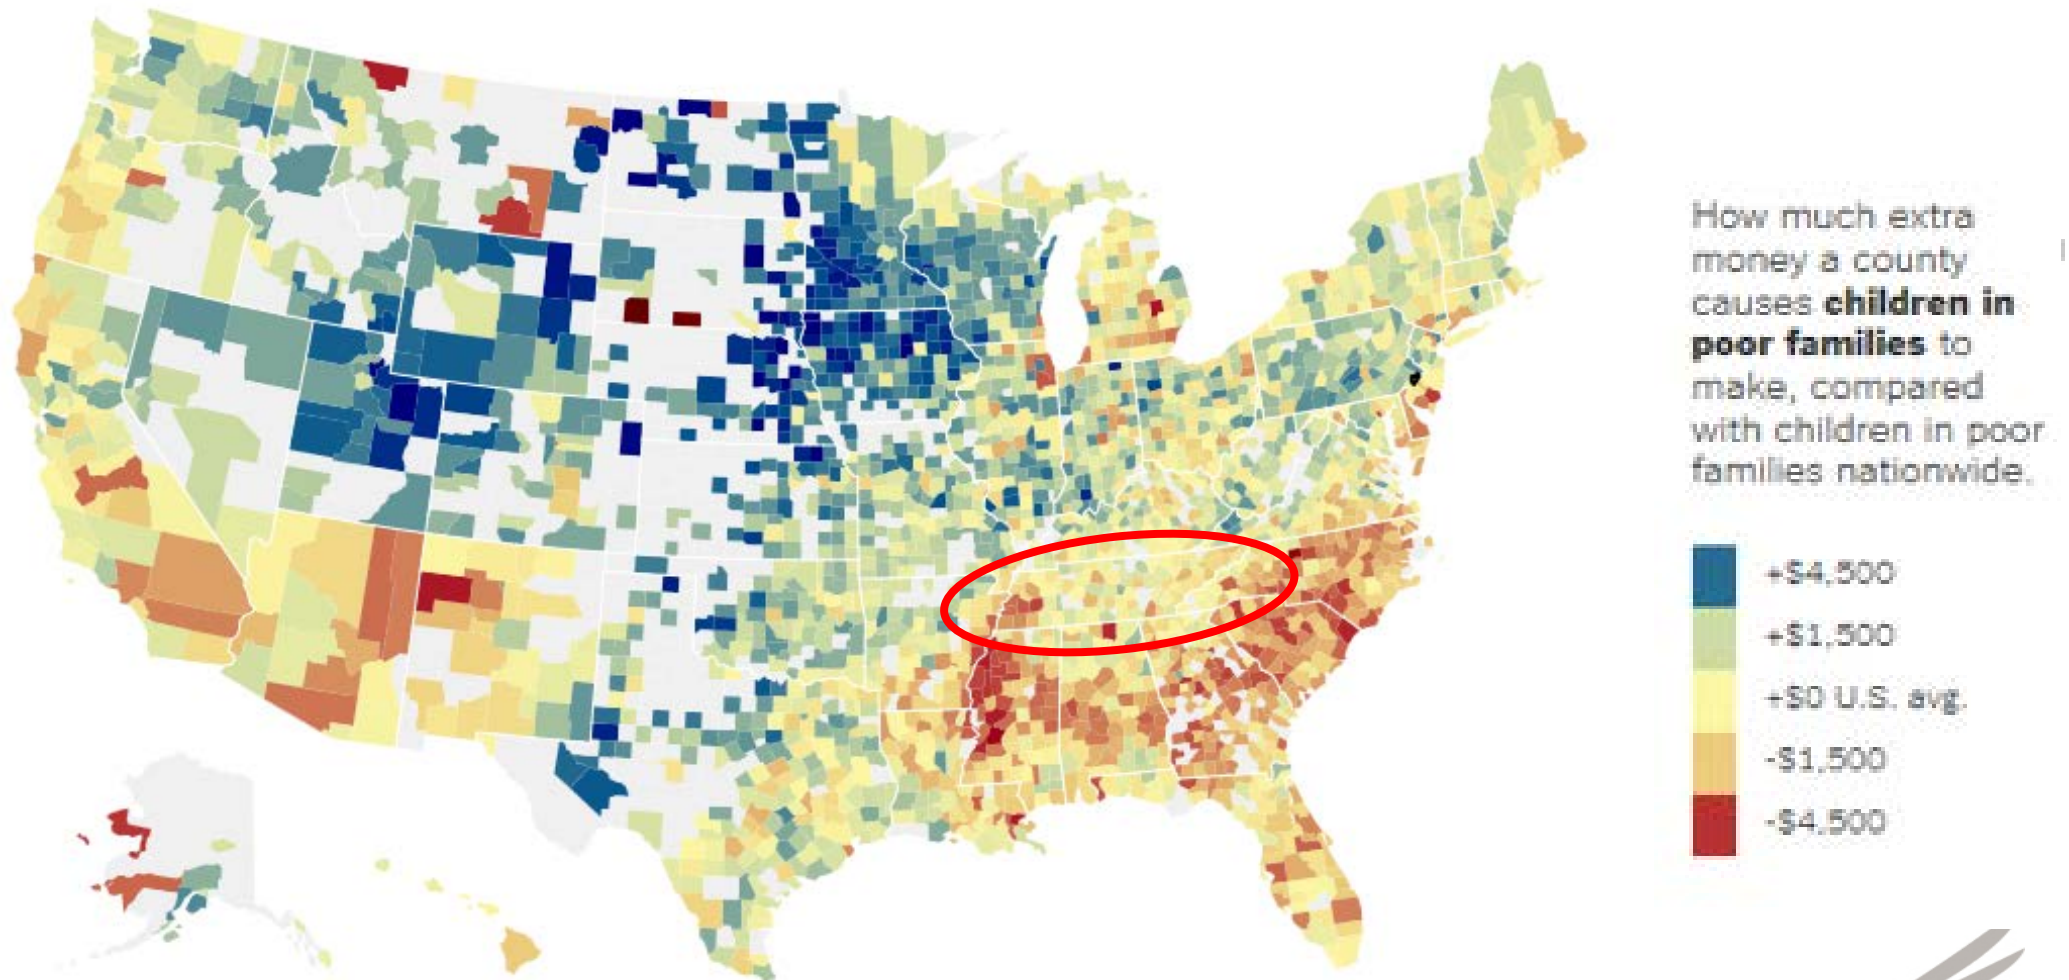 How much extra
money a county
causes children in
poor families to
make, compared
with children in poor
families nationwide.
+$4,500
+$1,500
+$0 U.S. avg.
-$1,500
-$4,500